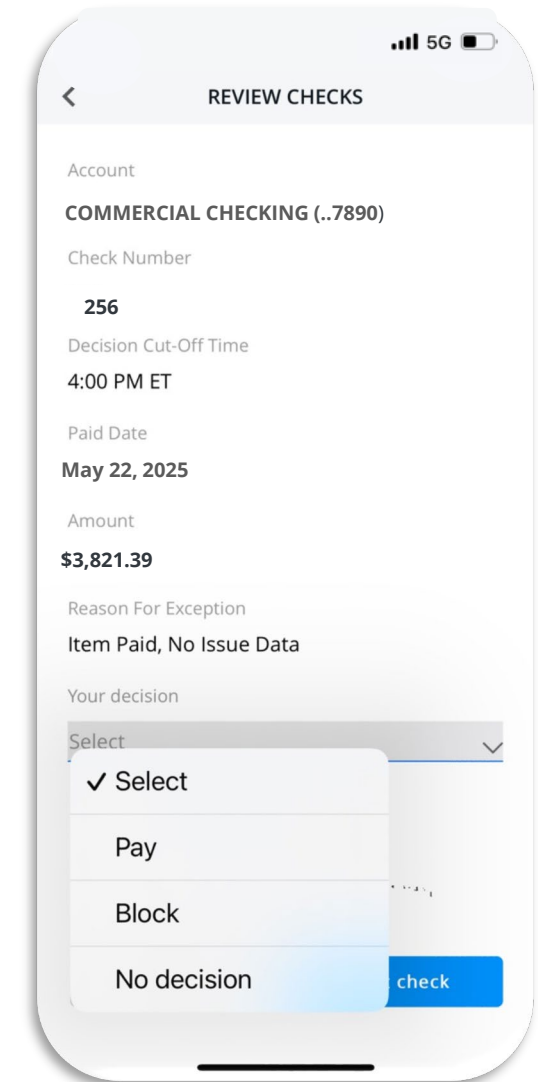 5G
REVIEW CHECKS
Account
COMMERCIAL CHECKING (..7890)
Check Number
256
Decision Cut-Off Time
4:00 PM ET
Paid Date
May 22, 2025
Amount
$3,821.39
Reason For Exception
Item Paid, No Issue Data
Your decision
Select
Select
Pay
Block
No decision
check